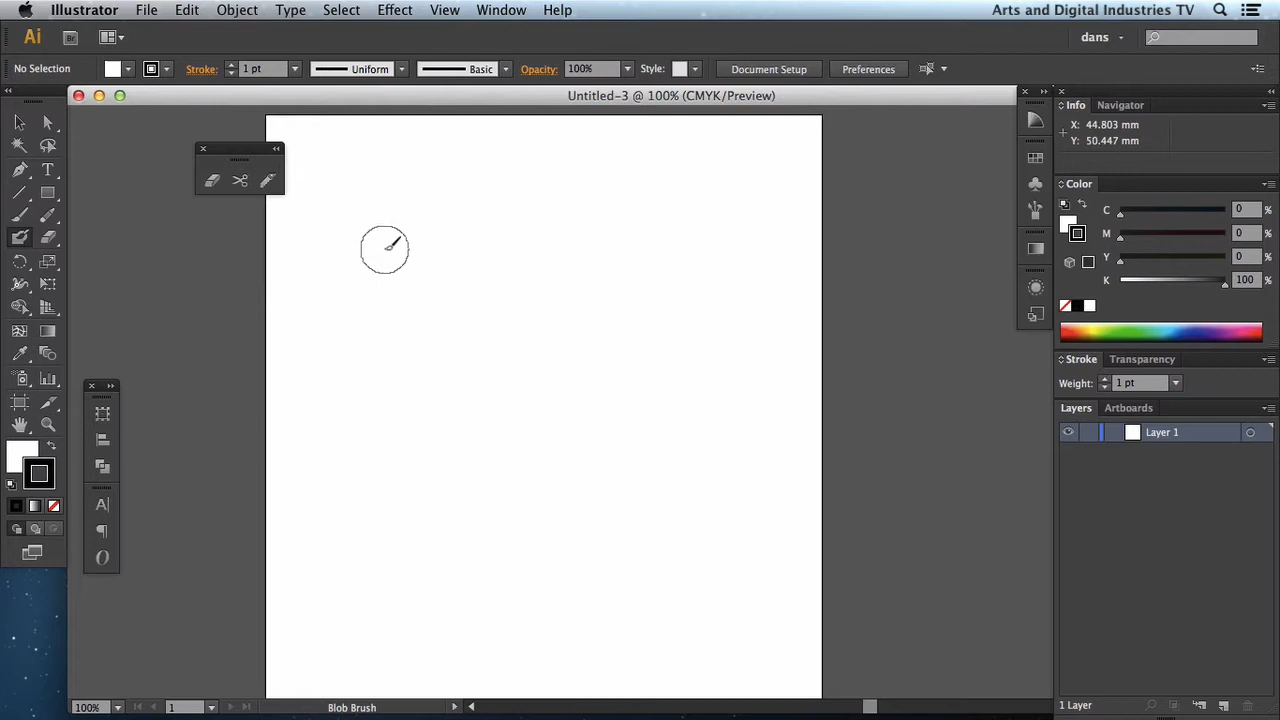 Illustrator File Edit Object Type Select Effect View Window Help Arts and Digital Industries TV
Ai Br dans
No Selection Stroke: 1 pt Uniform Basic Opacity: 100% Style: Document Setup Preferences
Untitled-3 @ 100% (CMYK/Preview)
Info Navigator
X: 44.803 mm
Y: 50.447 mm
Color
C 0 %
M 0 %
Y 0 %
K 100 %
Stroke Transparency
Weight: 1 pt
Layers Artboards
Layer 1
100% 1 Blob Brush
1 Layer